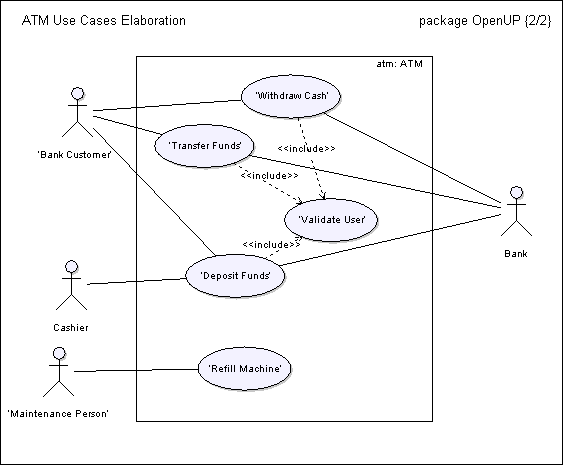 ATM Use Cases Elaboration
package OpenUP {2/2}
atm: ATM
'Withdraw Cash'
'Bank Customer'
'Transfer Funds'
<<include>>
<<include>>
'Validate User'
<<include>>
Bank
'Deposit Funds'
Cashier
'Refill Machine'
'Maintenance Person'